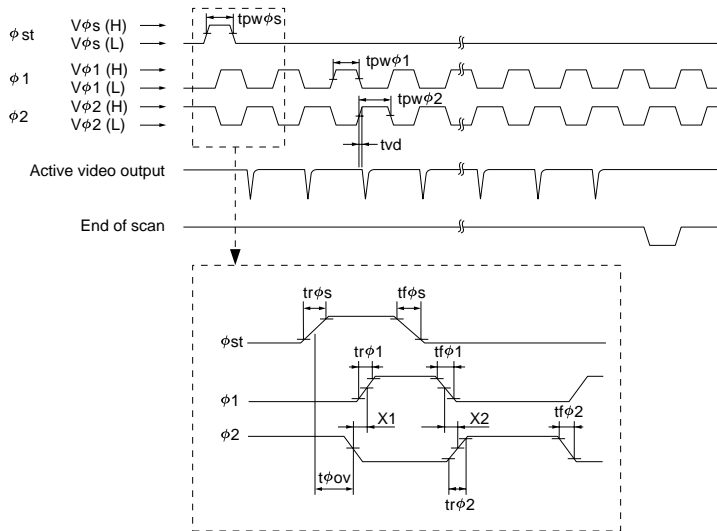 tpwφs
φst
Vφs (H)
Vφs (L)
φ1
Vφ1 (H)
Vφ1 (L)
tpwφ1
φ2
Vφ2 (H)
Vφ2 (L)
tpwφ2
tvd
Active video output
End of scan
trφs
tfφs
φst
trφ1
tfφ1
φ1
X1
X2
tfφ2
φ2
tφov
trφ2